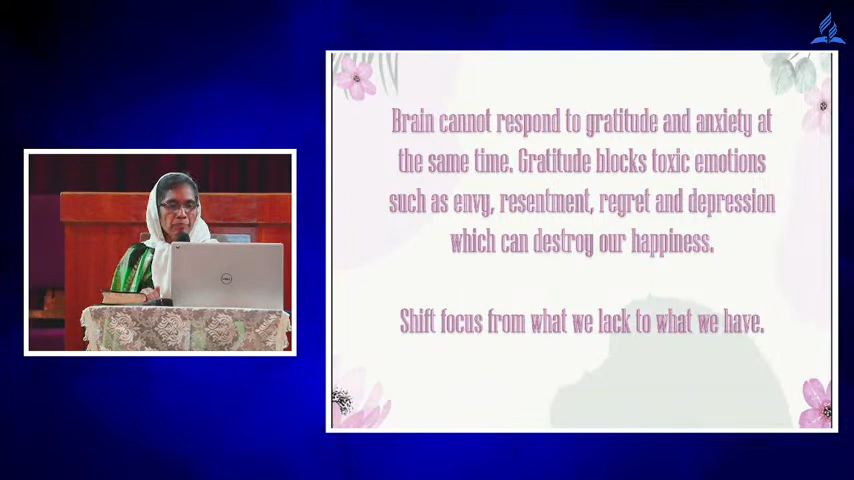 Brain cannot respond to gratitude and anxiety at
the same time. Gratitude blocks toxic emotions
such as envy, resentment, regret and depression
which can destroy our happiness.
Shift focus from what we lack to what we have.
DELL